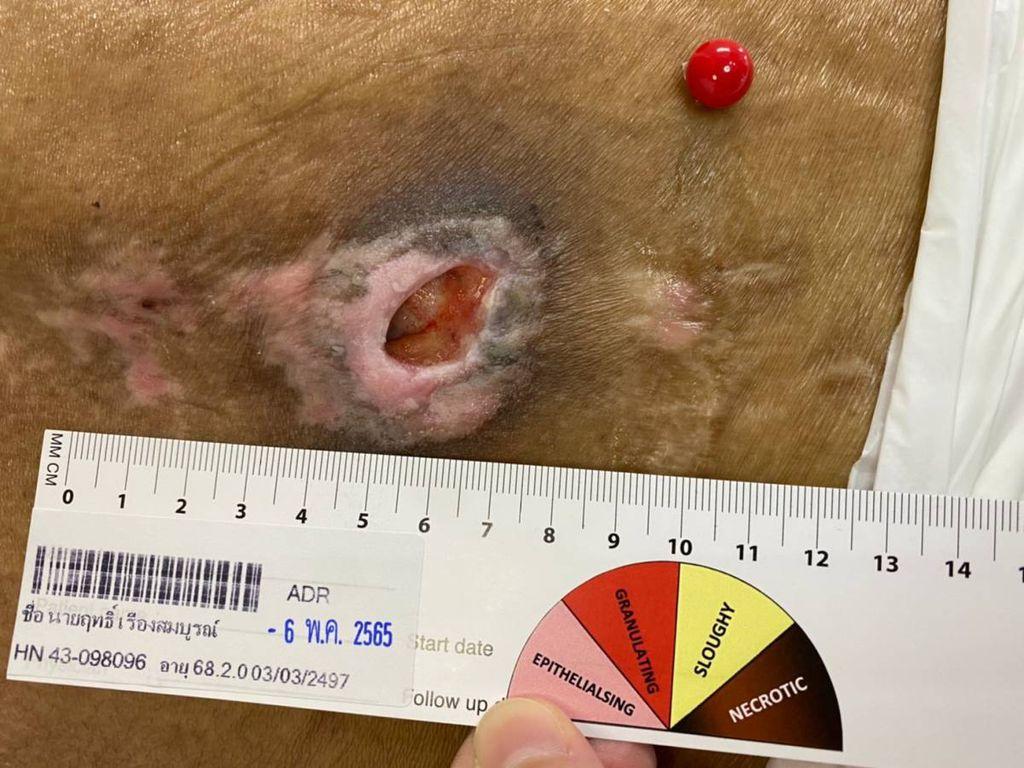 MM CM
0 1 2 3 4 5 6 7 8 9 10 11 12 13 14
ADR
ชื่อ นายฤทธิ์ เรืองสมบูรณ์
- 6 พ.ค. 2565
HN 43-098096 อายุ 68.2.0 03/03/2497
Start date
Follow up
EPITHELIALSING
GRANULATING
SLOUGHY
NECROTIC